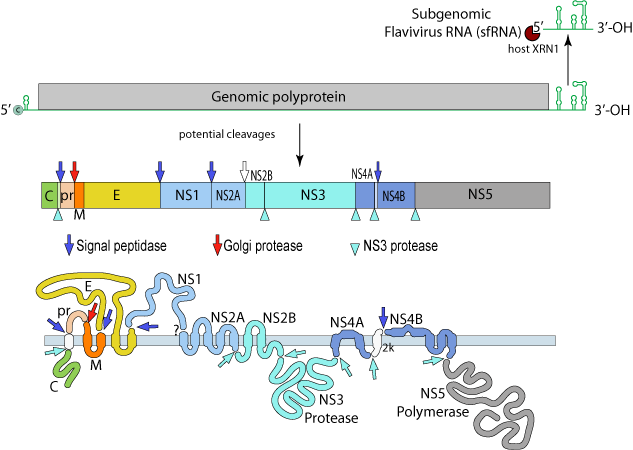 Subgenomic
Flavivirus RNA (sfRNA)
5′
3′-OH
host XRN1
Genomic polyprotein
5′
C
3′-OH
potential cleavages
NS2B
NS4A
C
pr
E
NS1
NS2A
NS3
NS4B
NS5
M
Signal peptidase
Golgi protease
NS3 protease
NS1
E
pr
NS2A
NS2B
NS4A
NS4B
?
2k
M
C
NS3
Protease
NS5
Polymerase